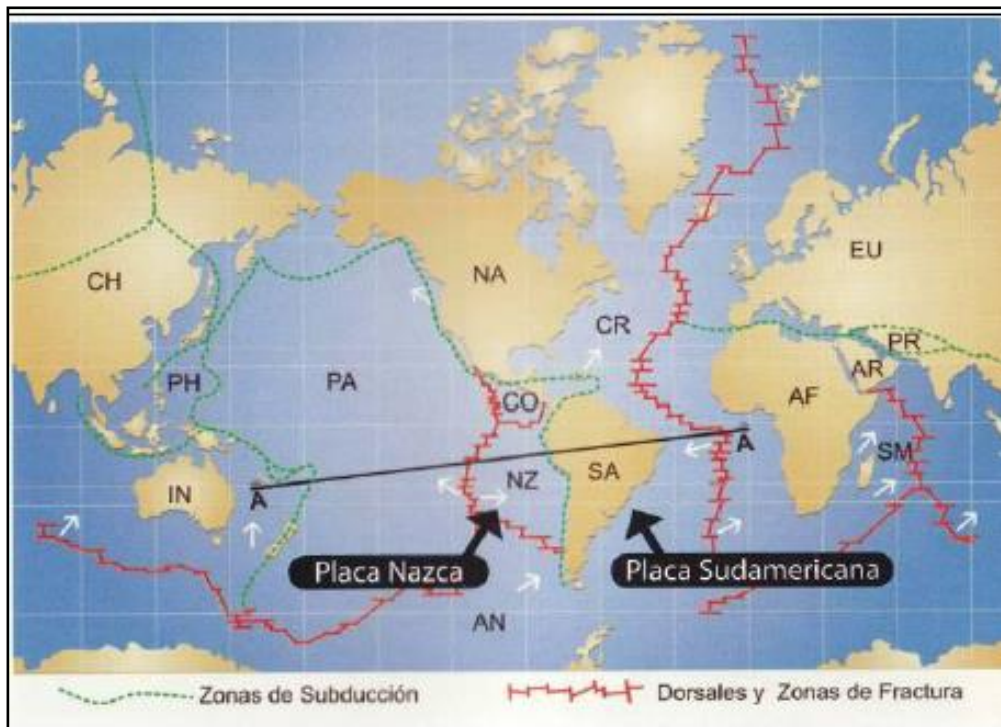 NA
EU
CH
CR
PR
AR
PH
PA
CO
AF
A
SM
IN
A
NZ
SA
Placa Nazca
Placa Sudamericana
AN
Zonas de Subducción
Dorsales y Zonas de Fractura